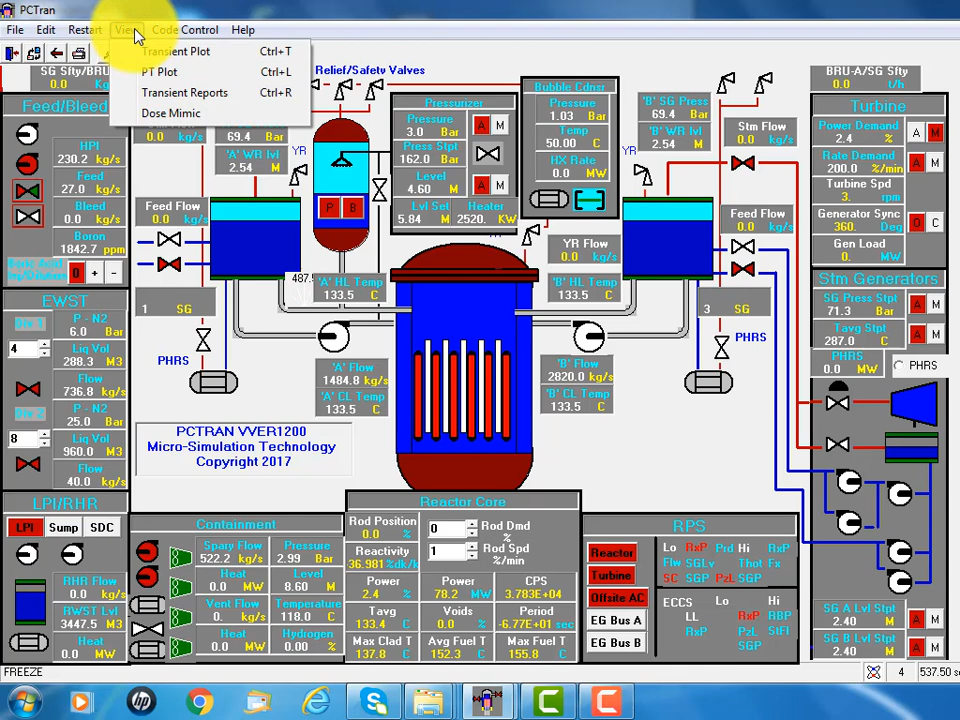 PCTran
File Edit Restart View Code Control Help
Transient Plot Ctrl+T
PT Plot Ctrl+L
Transient Reports Ctrl+R
Dose Mimic
SG Sfty/BRU
0.0
Relief/Safety Valves
BRU-A/SG Sfty
0.0 t/h
Feed/Bleed
HPI
230.2 kg/s
Feed
27.0 kg/s
Bleed
0.0 kg/s
Boron
1842.7 ppm
0 + -
EWST
Div 1
P - N2
6.0 Bar
4
Liq Vol
288.3 M3
Flow
736.8 kg/s
Div 2
P - N2
25.0 Bar
8
Liq Vol
960.0 M3
Flow
40.0 kg/s
LPI/RHR
LPI Sump SDC
RHR Flow
0.0 kg/s
RWST Lvl
3447.5 M3
Heat
0.0 MW
69.4 Bar
'A' WR lvl
2.54 M
YR
Feed Flow
0.0 kg/s
1 SG
PHRS
487.
'A' HL Temp
133.5 C
'A' Flow
1484.8 kg/s
'A' CL Temp
133.5 C
P B
Pressurizer
Pressure
3.0 Bar
A M
Press Stpt
162.0 Bar
Level
4.60 M
A M
Lvl Set Heater
5.84 M 2520. KW
Bubble Cdnsr
Pressure
1.03 Bar
Temp
50.00 C
HX Rate
0.0 MW
YR Flow
0.0 kg/s
'B' HL Temp
133.5 C
'B' Flow
2820.0 kg/s
'B' CL Temp
133.5 C
'B' SG Press
69.4 Bar
'B' WR lvl
2.54 M
YR
Stm Flow
0.0 kg/s
Feed Flow
0.0 kg/s
3 SG
PHRS
Turbine
Power Demand
2.4 %
A M
Rate Demand
200.0 %/min
A M
Turbine Spd
3. rpm
Generator Sync
360. Deg
O C
Gen Load
0. MW
Stm Generators
SG Press Stpt
71.3 Bar
A M
Tavg Stpt
287.0 C
A M
PHRS
0.0 MW
PHRS
SG A Lvl Stpt
2.40 M
A M
SG B Lvl Stpt
2.40 M
A M
PCTRAN VVER1200
Micro-Simulation Technology
Copyright 2017
Containment
Spary Flow
522.2 kg/s
Pressure
2.99 Bar
Heat
0.0 MW
Level
8.60 M
Vent Flow
0. kg/s
Temperature
118.0 C
Heat
0.0 MW
Hydrogen
0.00 %
Reactor Core
Rod Position
0.0 %
0
Rod Dmd
%
Reactivity
36.981 %dk/k
1
Rod Spd
%/min
Power
2.4 %
Power
78.2 MW
CPS
3.783E+04
Tavg
133.4 C
Voids
0.0 %
Period
-6.77E+01 sec
Max Clad T
137.8 C
Avg Fuel T
152.3 C
Max Fuel T
155.8 C
RPS
Reactor
Turbine
Offsite AC
EG Bus A
EG Bus B
Lo RxP Prd Hi RxP
Flw SGLv Thot Fx
SC SGP PzL SGP
ECCS Lo Hi
LL RxP RBP
RxP PzL StFl
SGP
FREEZE
4 537.50 sec
hp